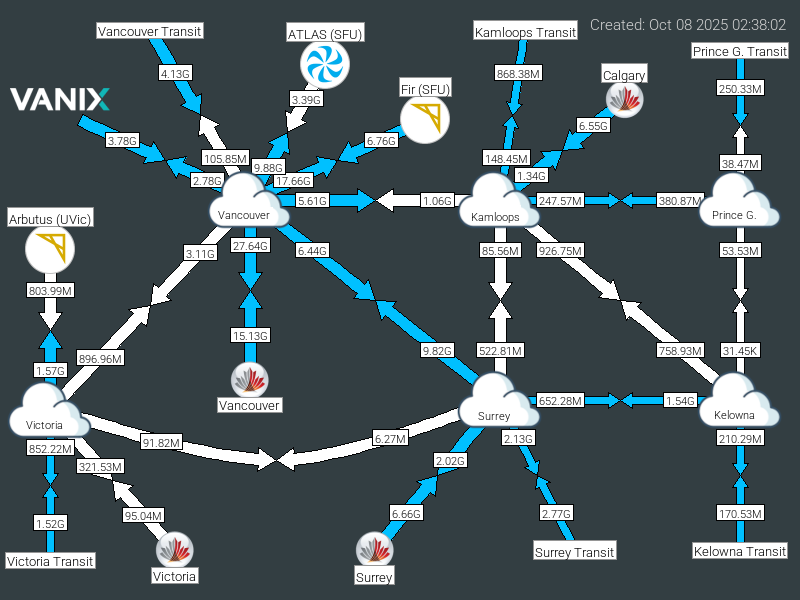 Created: Oct 08 2025 02:38:02
Vancouver Transit
ATLAS (SFU)
Kamloops Transit
Prince G. Transit
4.13G
868.38M
Calgary
250.33M
VANIX
3.39G
Fir (SFU)
6.55G
3.78G
6.76G
105.85M
9.88G
148.45M
38.47M
2.78G
17.66G
1.34G
5.61G
1.06G
247.57M
380.87M
Arbutus (UVic)
Vancouver
Kamloops
Prince G.
3.11G
27.64G
6.44G
85.56M
926.75M
53.53M
803.99M
15.13G
896.96M
9.82G
522.81M
758.93M
31.45K
1.57G
Vancouver
652.28M
1.54G
Victoria
Surrey
Kelowna
852.22M
91.82M
6.27M
2.13G
210.29M
321.53M
2.02G
1.52G
95.04M
6.66G
2.77G
170.53M
Victoria Transit
Victoria
Surrey
Surrey Transit
Kelowna Transit